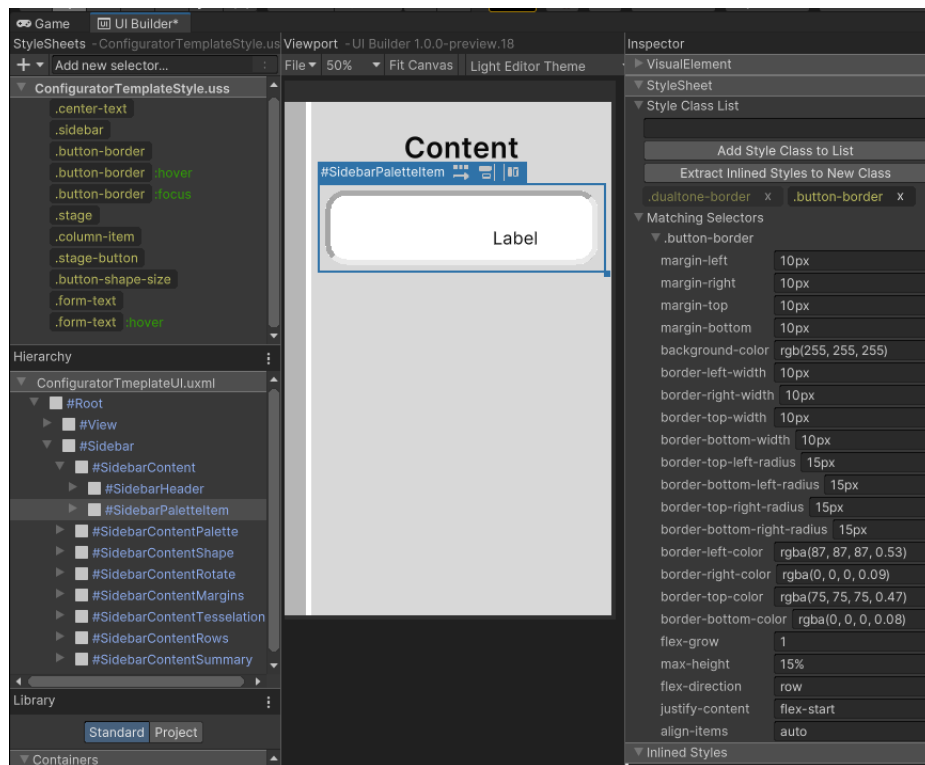 Game
UI Builder*
StyleSheets - ConfiguratorTemplateStyle.us
Add new selector...
ConfiguratorTemplateStyle.uss
.center-text
.sidebar
.button-border
.button-border :hover
.button-border :focus
.stage
.column-item
.stage-button
.button-shape-size
.form-text
.form-text :hover
Hierarchy
ConfiguratorTmeplateUI.uxml
#Root
#View
#Sidebar
#SidebarContent
#SidebarHeader
#SidebarPaletteItem
#SidebarContentPalette
#SidebarContentShape
#SidebarContentRotate
#SidebarContentMargins
#SidebarContentTesselation
#SidebarContentRows
#SidebarContentSummary
Library
Standard Project
Containers
Viewport - UI Builder 1.0.0-preview.18
File 50% Fit Canvas Light Editor Theme
Content
#SidebarPaletteItem
Label
Inspector
VisualElement
StyleSheet
Style Class List
Add Style Class to List
Extract Inlined Styles to New Class
.dualtone-border x .button-border x
Matching Selectors
.button-border
margin-left 10px
margin-right 10px
margin-top 10px
margin-bottom 10px
background-color rgb(255, 255, 255)
border-left-width 10px
border-right-width 10px
border-top-width 10px
border-bottom-width 10px
border-top-left-radius 15px
border-bottom-left-radius 15px
border-top-right-radius 15px
border-bottom-right-radius 15px
border-left-color rgba(87, 87, 87, 0.53)
border-right-color rgba(0, 0, 0, 0.09)
border-top-color rgba(75, 75, 75, 0.47)
border-bottom-color rgba(0, 0, 0, 0.08)
flex-grow 1
max-height 15%
flex-direction row
justify-content flex-start
align-items auto
Inlined Styles